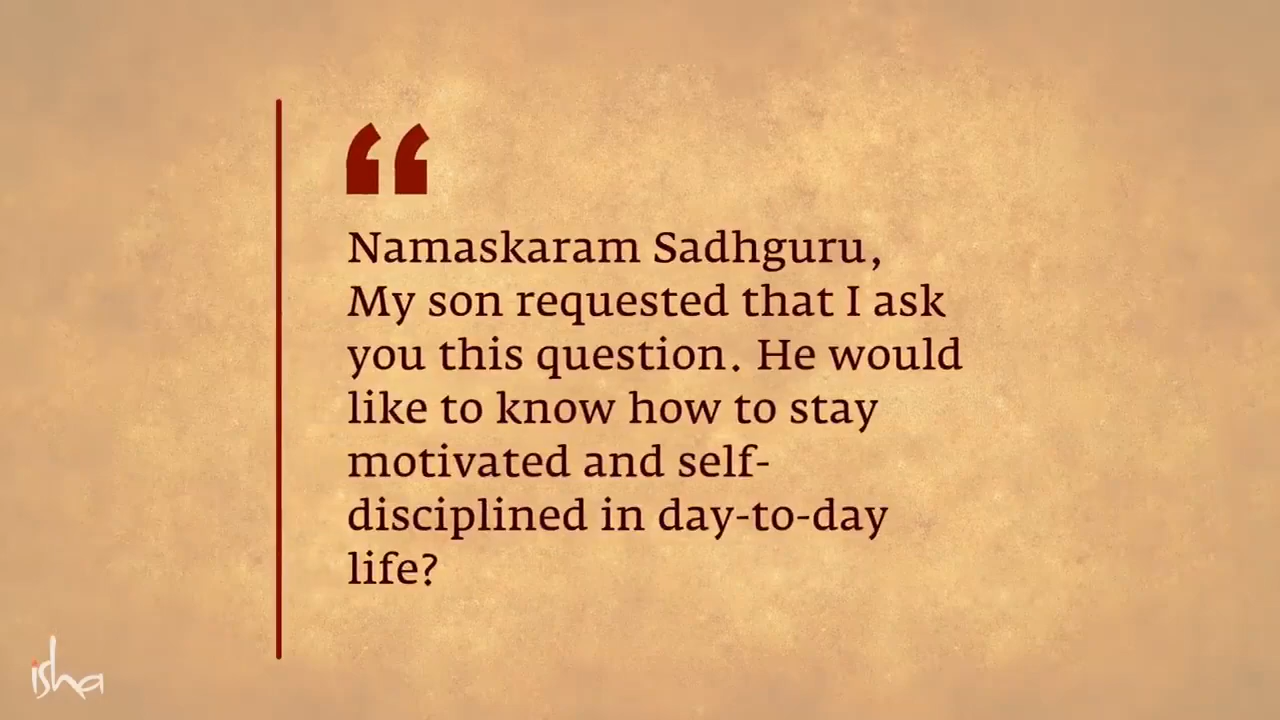 “
Namaskaram Sadhguru,
My son requested that I ask
you this question. He would
like to know how to stay
motivated and self-
disciplined in day-to-day
life?
isha